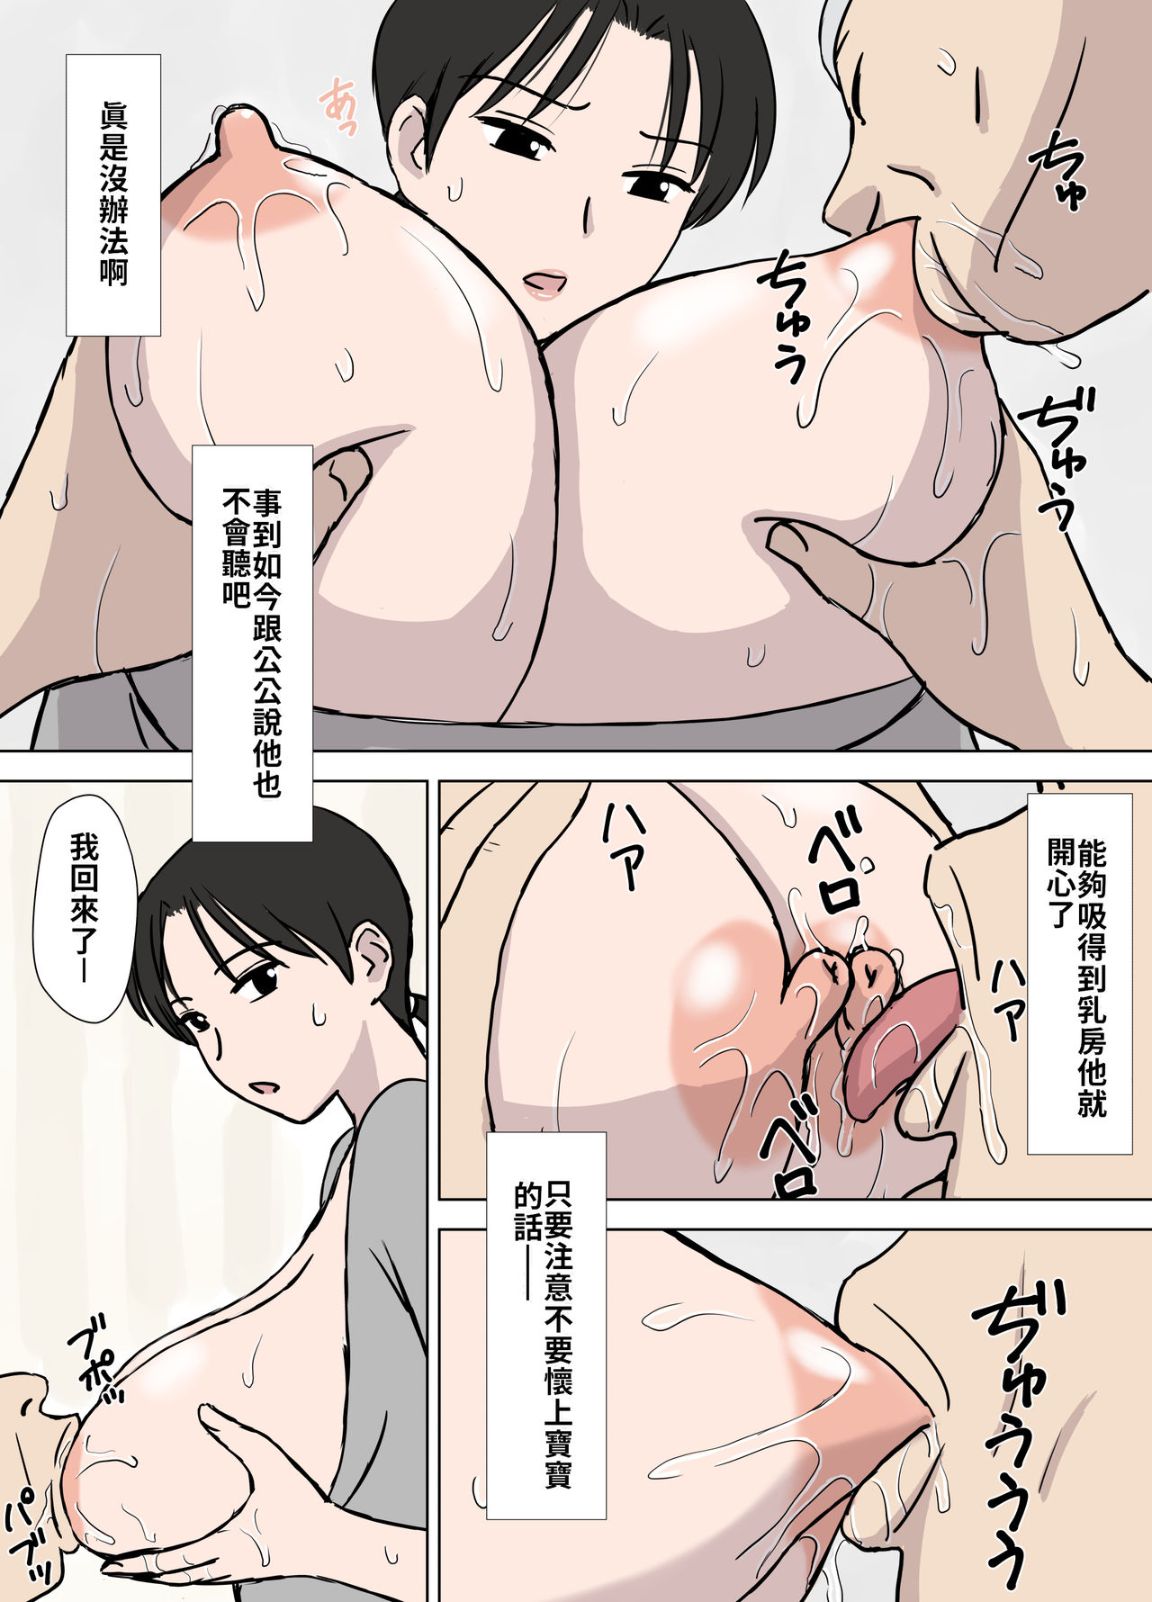 眞是沒辦法啊
あっ
ちゅ
ちゅう
ぢゅう
事到如今跟公公說他也
不會聽吧
能夠吸得到乳房他就
開心了
ハァ
ベロ
ハァ
ベロ
我回來了—
只要注意不要懷上寶寶
的話——
ぢゅううう
ブポッ
パブッ